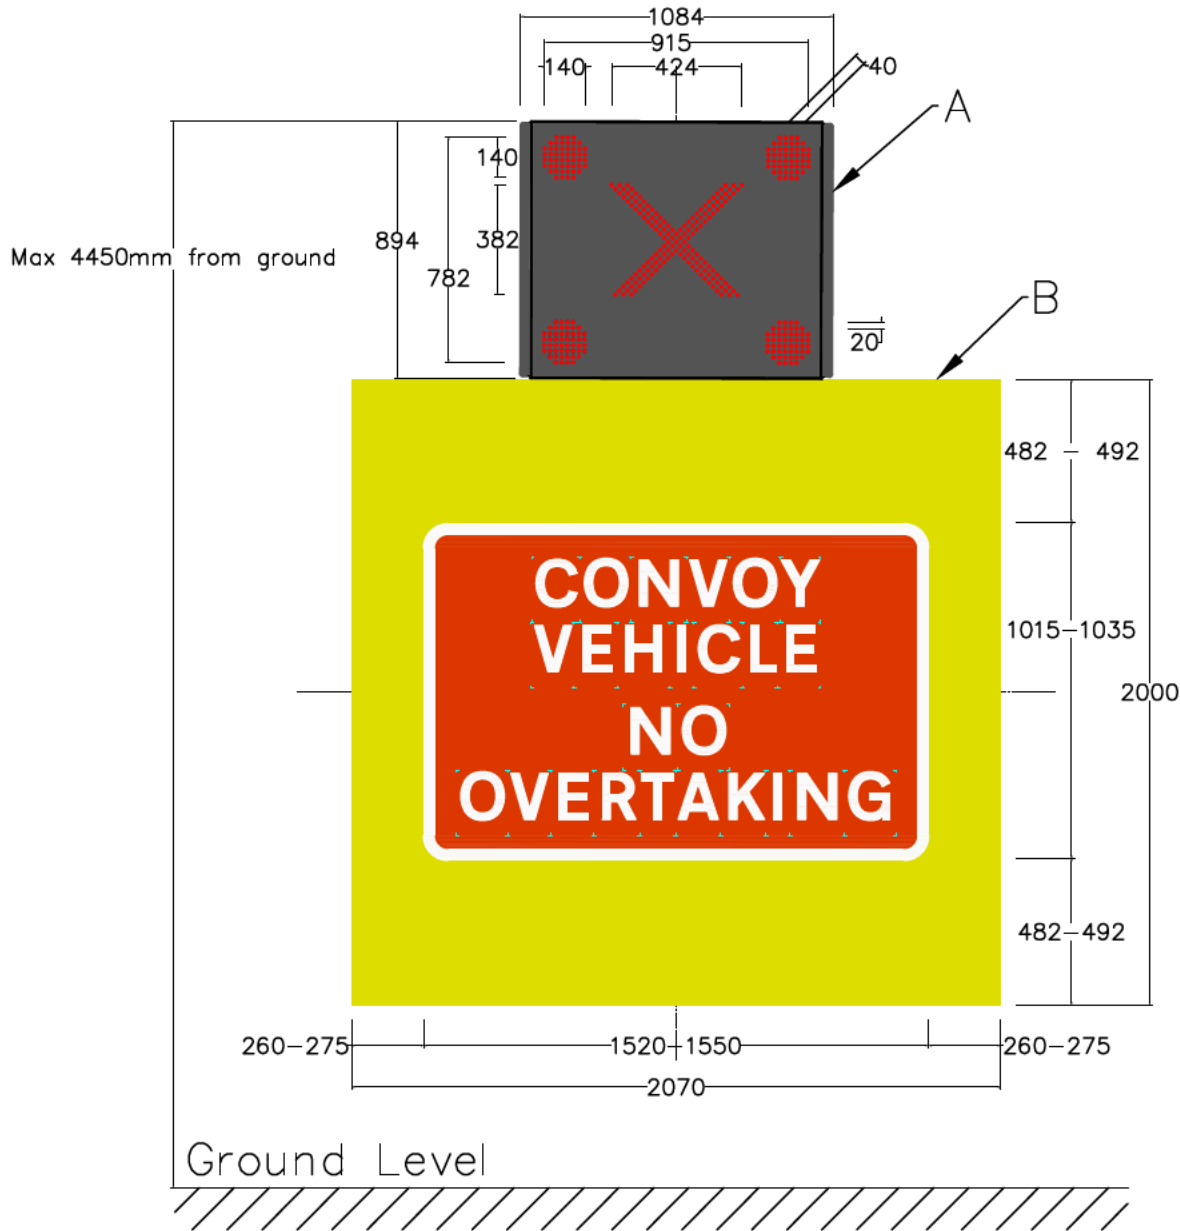 1084
915
140 424 40
A
140
894 382
Max 4450mm from ground
782
B
20
482 - 492
CONVOY
VEHICLE
1015-1035
2000
NO
OVERTAKING
482-492
260-275 1520-1550 260-275
2070
Ground Level